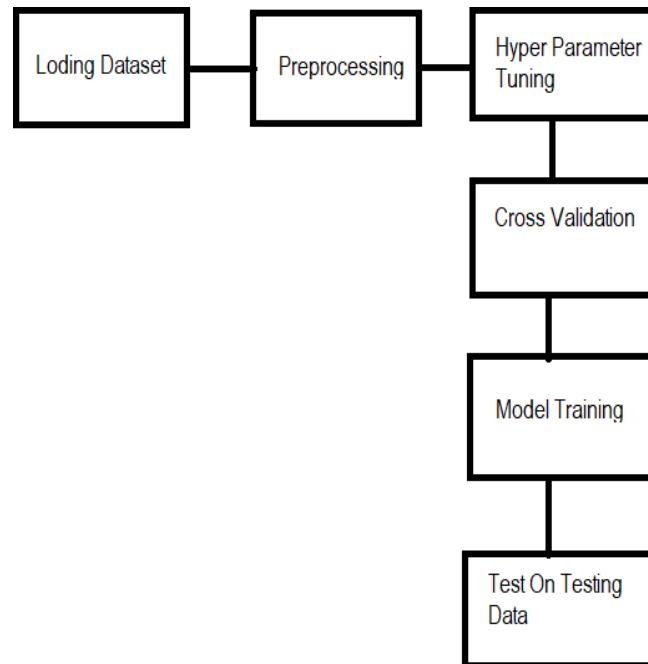 Loding Dataset
Preprocessing
Hyper Parameter
Tuning
Cross Validation
Model Training
Test On Testing
Data